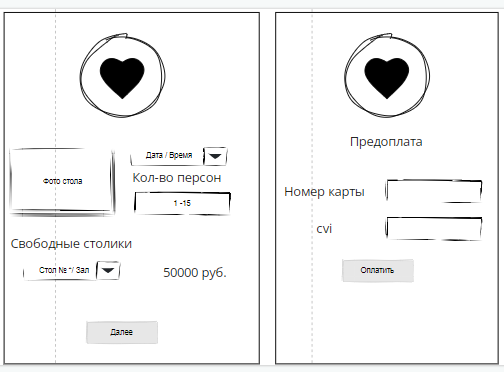 Дата / Время
Фото стола
Кол-во персон
1 -15
Свободные столики
Стол № "/ Зал
50000 руб.
Далее
Предоплата
Номер карты
cvi
Оплатить